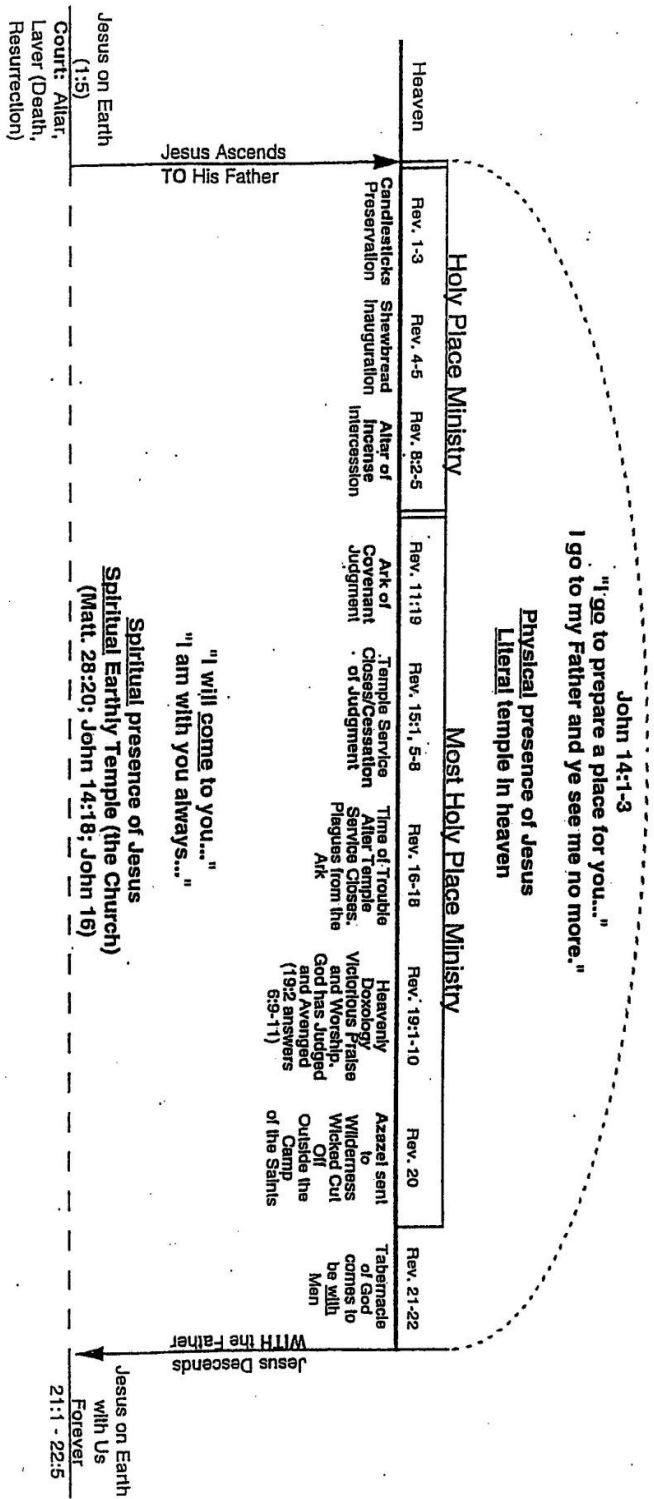 John 14:1-3
"I go to prepare a place for you..."
I go to my Father and ye see me no more."
Physical presence of Jesus
Literal temple in heaven
Holy Place Ministry
Most Holy Place Ministry
Heaven
Rev. 1-3
Candlesticks
Preservation
Rev. 4-5
Shewbread
Inauguration
Rev. 8:2-5
Altar of
Incense
Intercession
Rev. 11:19
Ark of
Covenant
Judgment
Rev. 15:1, 5-8
Temple Service
Closes/Cessation
of Judgment
Rev. 16-18
Time of Trouble
After Temple
Service Closes.
Plagues from the
Ark
Rev. 19:1-10
Heavenly
Doxology
Victorious Praise
and Worship.
God has Judged
and Avenged
(19:2 answers
6:9-11)
Rev. 20
Azazel sent
to
Wilderness
Wicked Cut
Off
Outside the
Camp
of the Saints
Rev. 21-22
Tabernacle
of God
comes to
be with
Men
Jesus Ascends
TO His Father
Jesus Descends
WITH the Father
"I will come to you..."
"I am with you always..."
Spiritual presence of Jesus
Spiritual Earthly Temple (the Church)
(Matt. 28:20; John 14:18; John 16)
Jesus on Earth
(1:5)
Court: Altar,
Laver (Death,
Resurrection)
Jesus on Earth
with Us
Forever
21:1 - 22:5